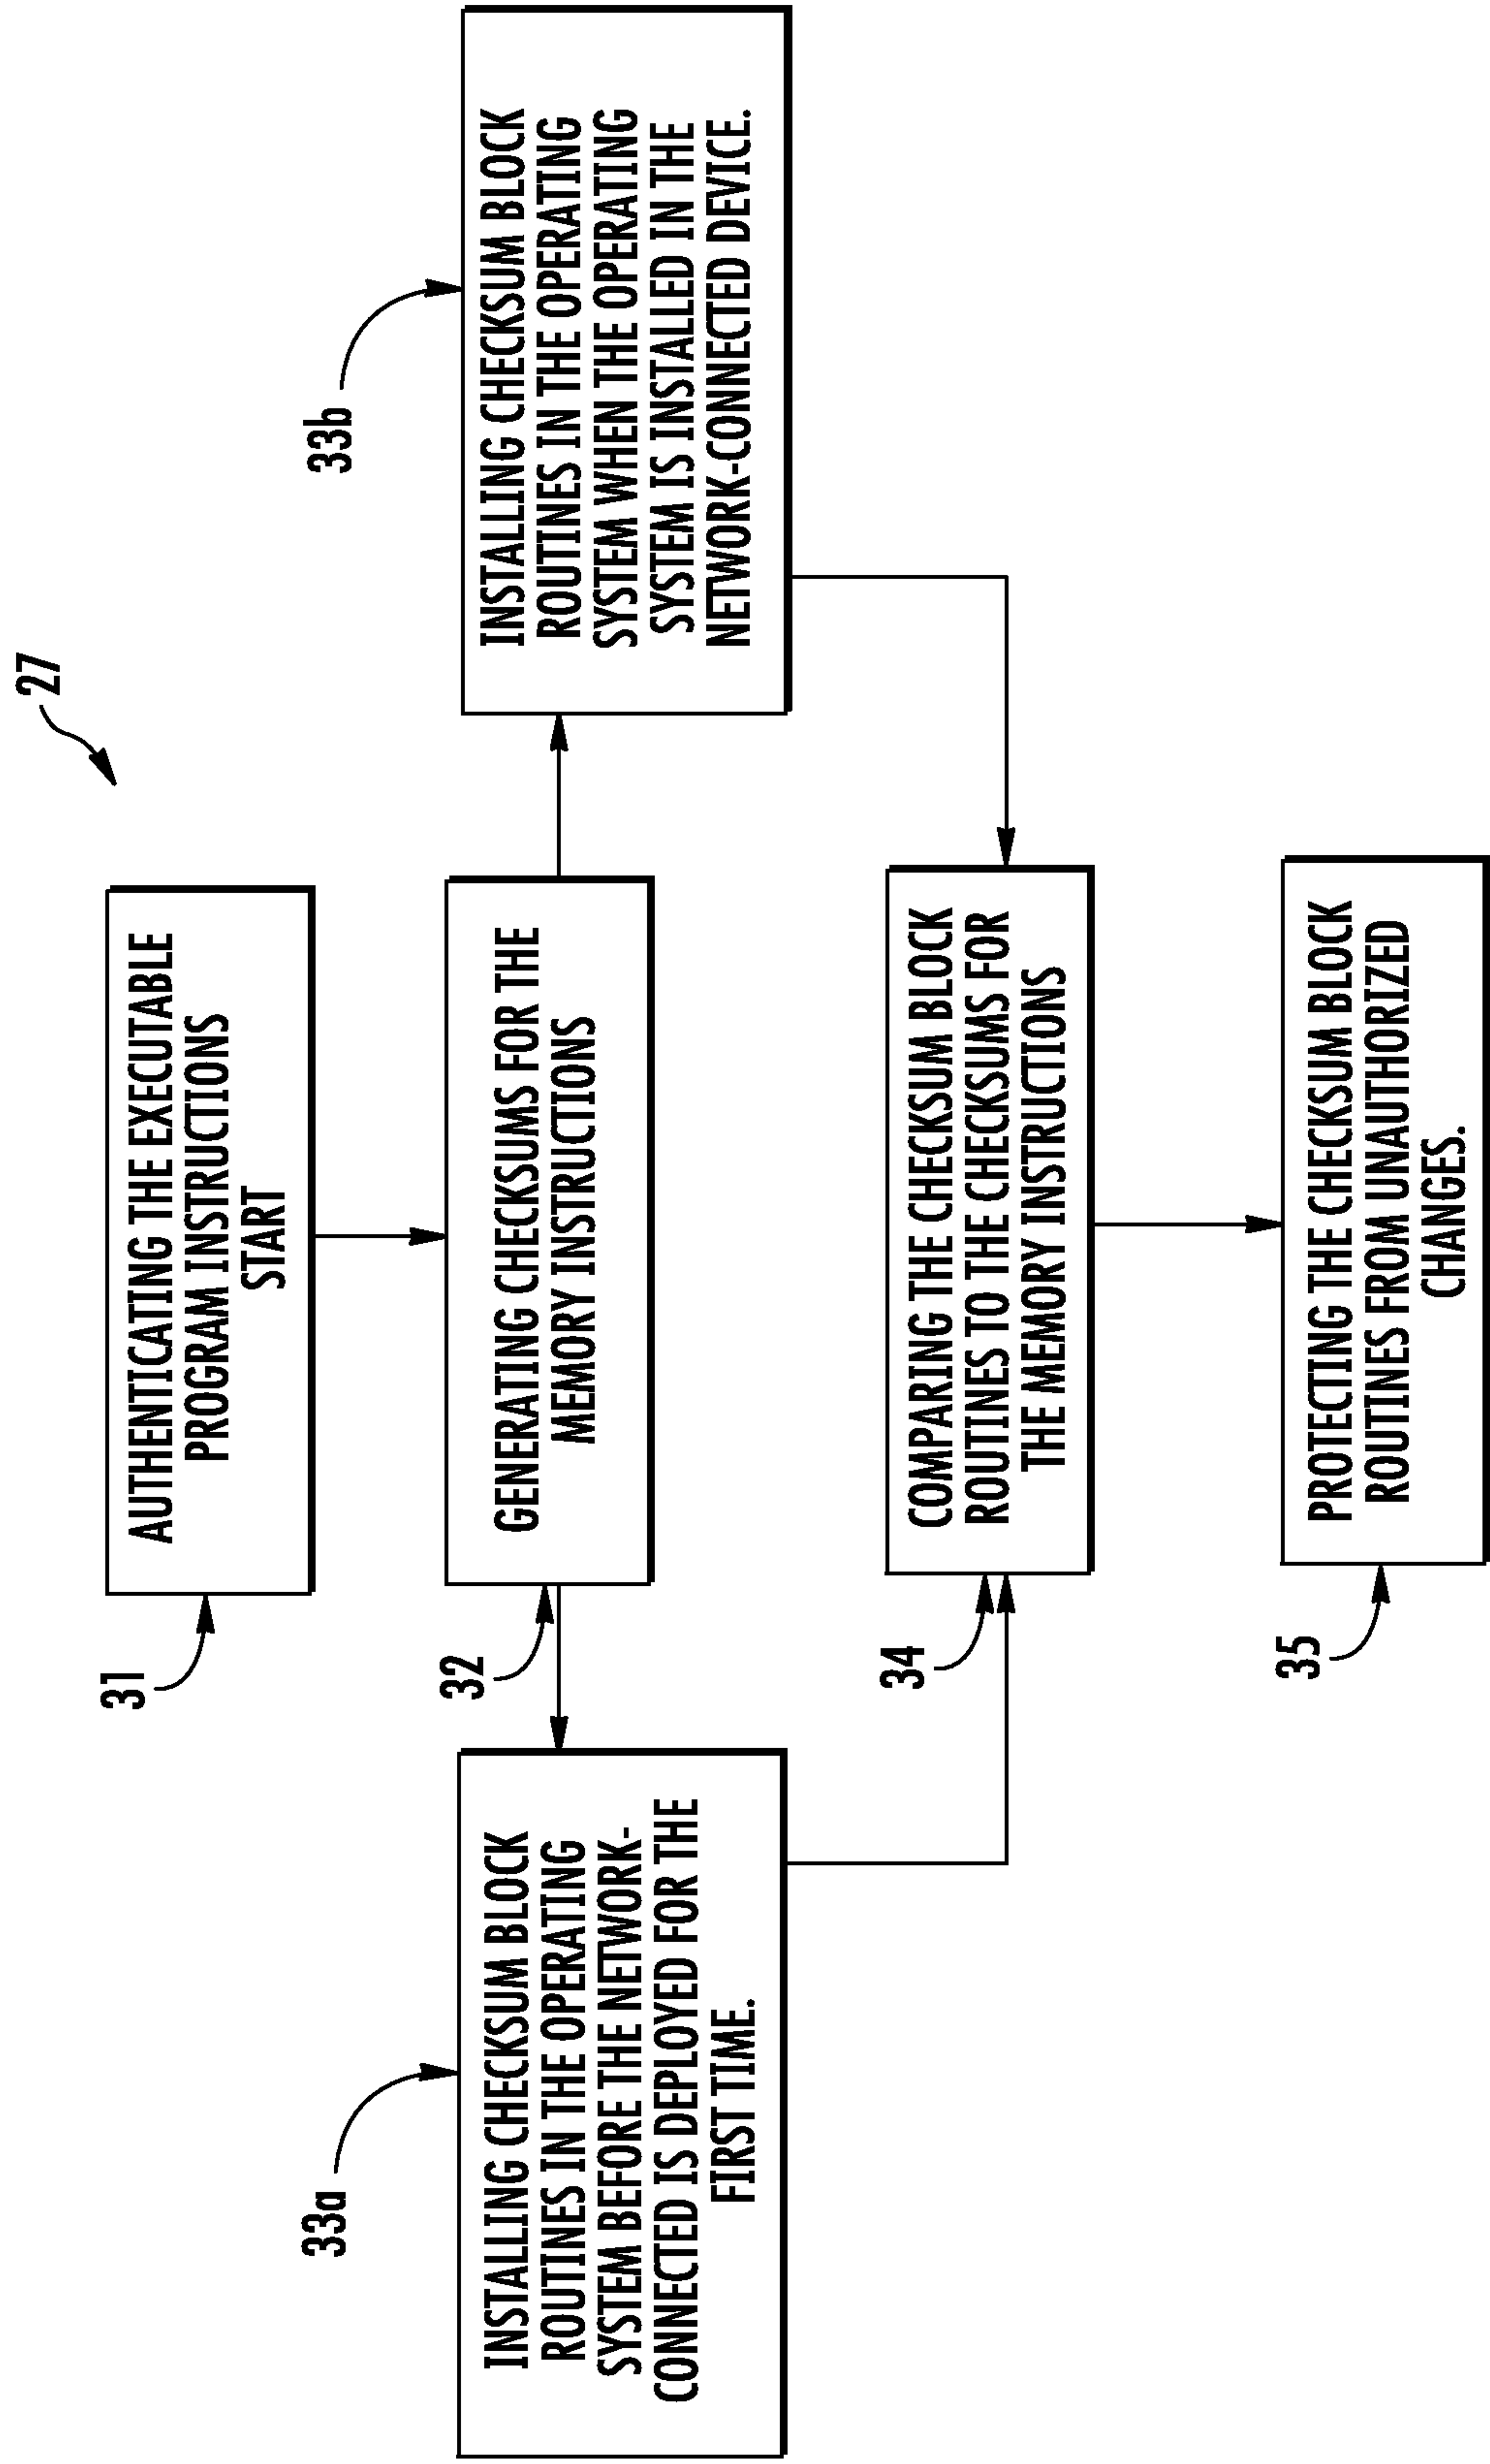 27
31
AUTHENTICATING THE EXECUTABLE
PROGRAM INSTRUCTIONS
START
32
GENERATING CHECKSUMS FOR THE
MEMORY INSTRUCTIONS
33a
INSTALLING CHECKSUM BLOCK
ROUTINES IN THE OPERATING
SYSTEM BEFORE THE NETWORK-
CONNECTED IS DEPLOYED FOR THE
FIRST TIME.
33b
INSTALLING CHECKSUM BLOCK
ROUTINES IN THE OPERATING
SYSTEM WHEN THE OPERATING
SYSTEM IS INSTALLED IN THE
NETWORK-CONNECTED DEVICE.
34
COMPARING THE CHECKSUM BLOCK
ROUTINES TO THE CHECKSUMS FOR
THE MEMORY INSTRUCTIONS
35
PROTECTING THE CHECKSUM BLOCK
ROUTINES FROM UNAUTHORIZED
CHANGES.